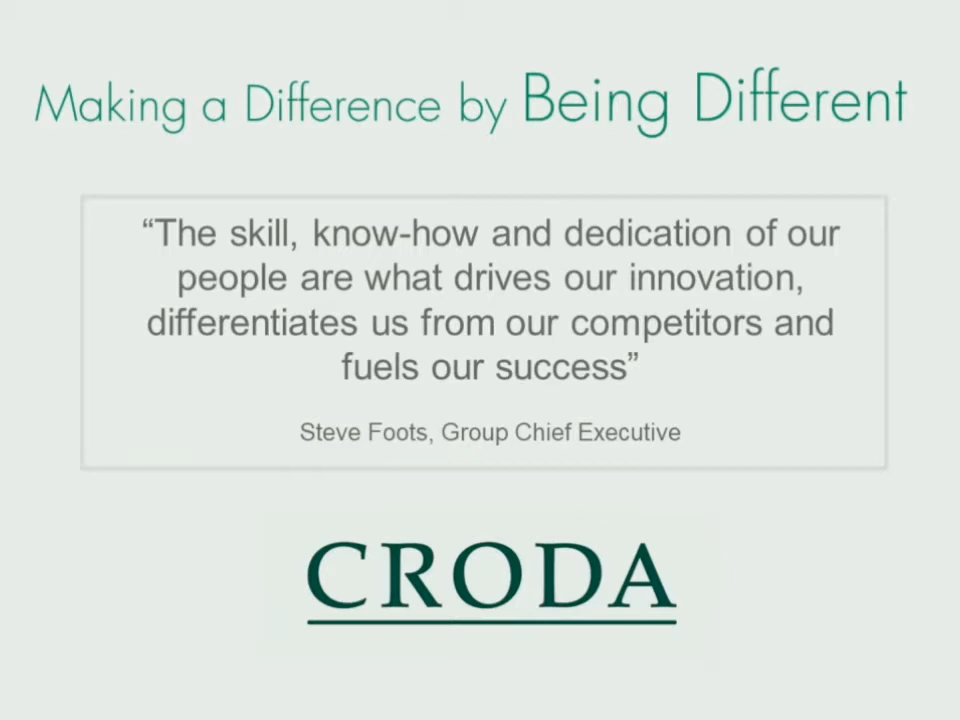 Making a Difference by Being Different
“The skill, know-how and dedication of our
people are what drives our innovation,
differentiates us from our competitors and
fuels our success”
Steve Foots, Group Chief Executive
CRODA